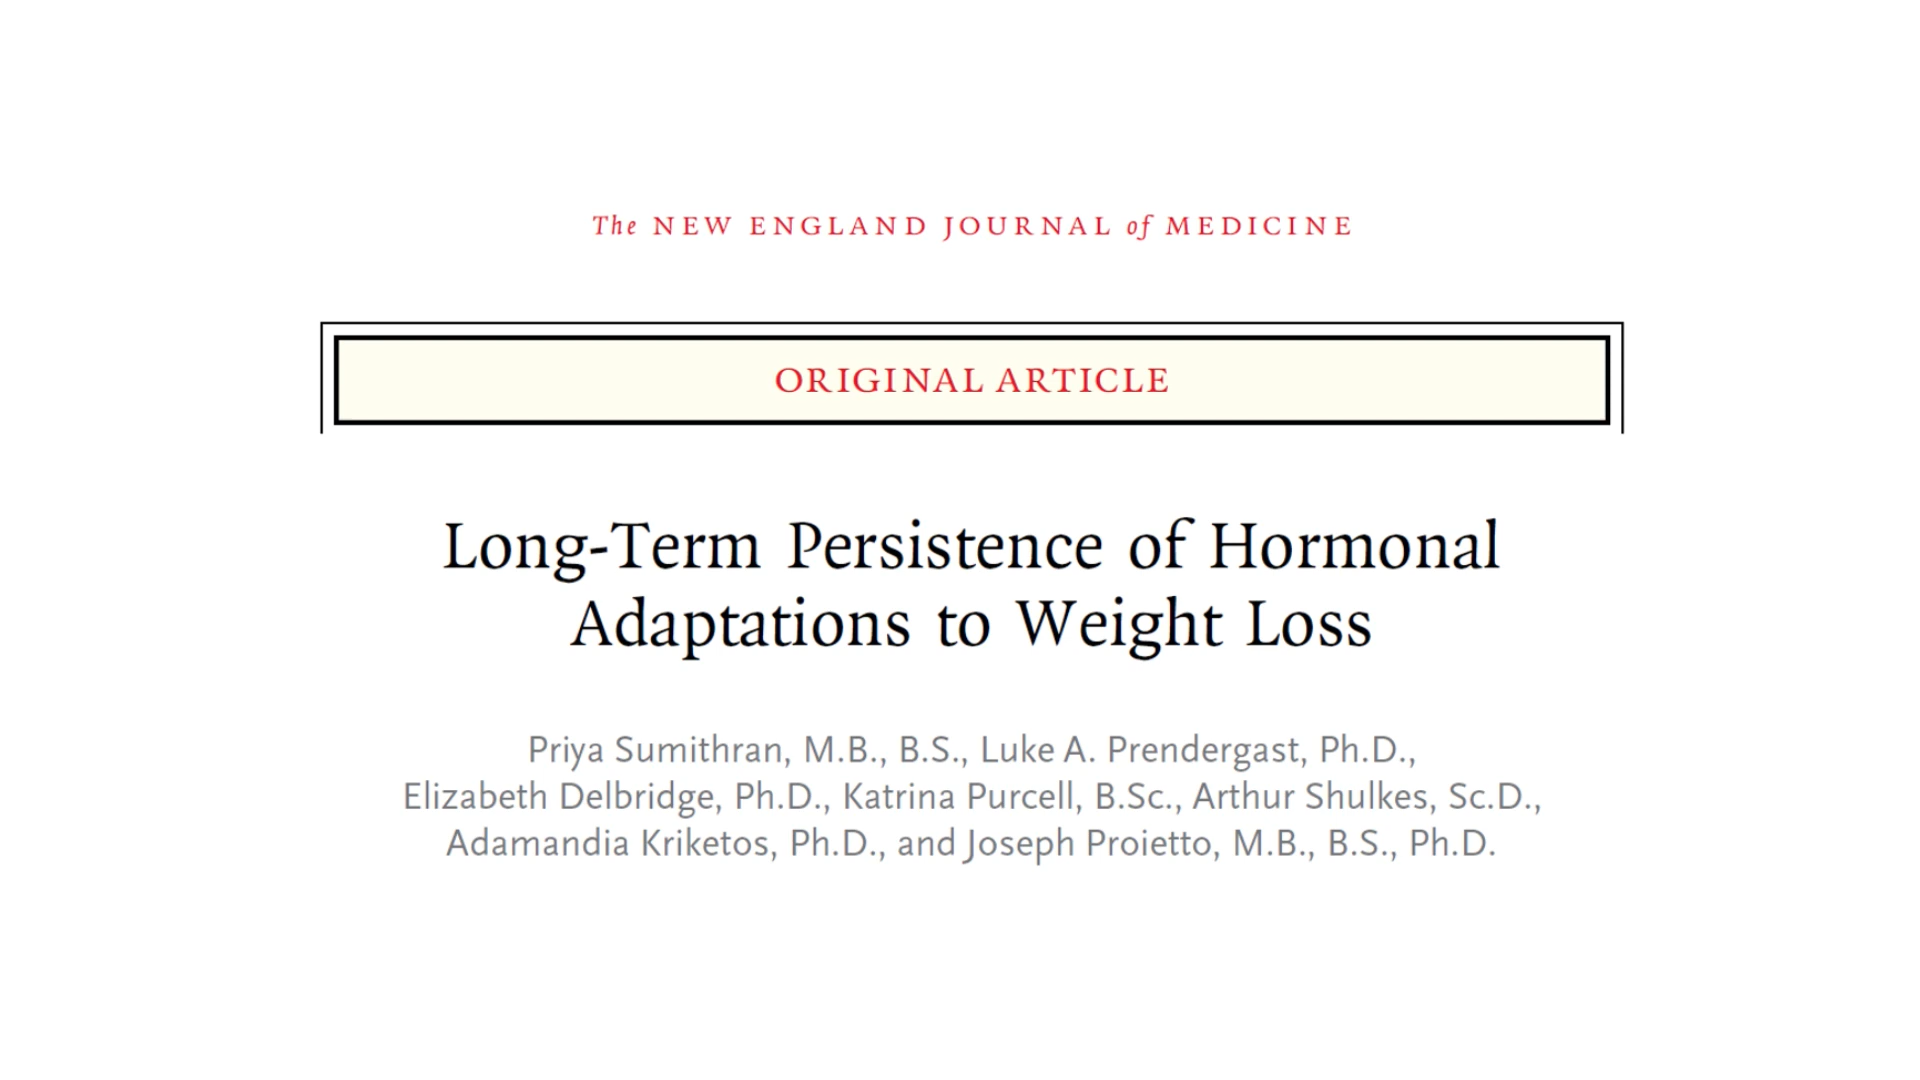 The NEW ENGLAND JOURNAL of MEDICINE
ORIGINAL ARTICLE
Long-Term Persistence of Hormonal
Adaptations to Weight Loss
Priya Sumithran, M.B., B.S., Luke A. Prendergast, Ph.D.,
Elizabeth Delbridge, Ph.D., Katrina Purcell, B.Sc., Arthur Shulkes, Sc.D.,
Adamandia Kriketos, Ph.D., and Joseph Proietto, M.B., B.S., Ph.D.